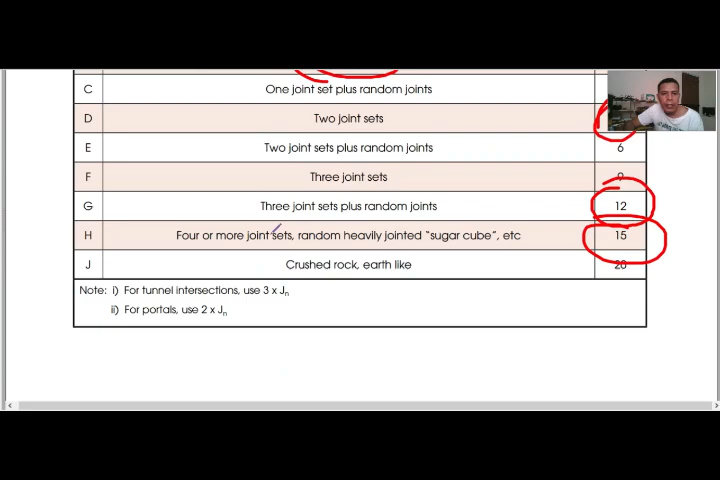 C One joint set plus random joints
D Two joint sets
E Two joint sets plus random joints 6
F Three joint sets 9
G Three joint sets plus random joints 12
H Four or more joint sets, random heavily jointed “sugar cube”, etc 15
J Crushed rock, earth like 20
Note: i) For tunnel intersections, use 3 x Jn
ii) For portals, use 2 x Jn